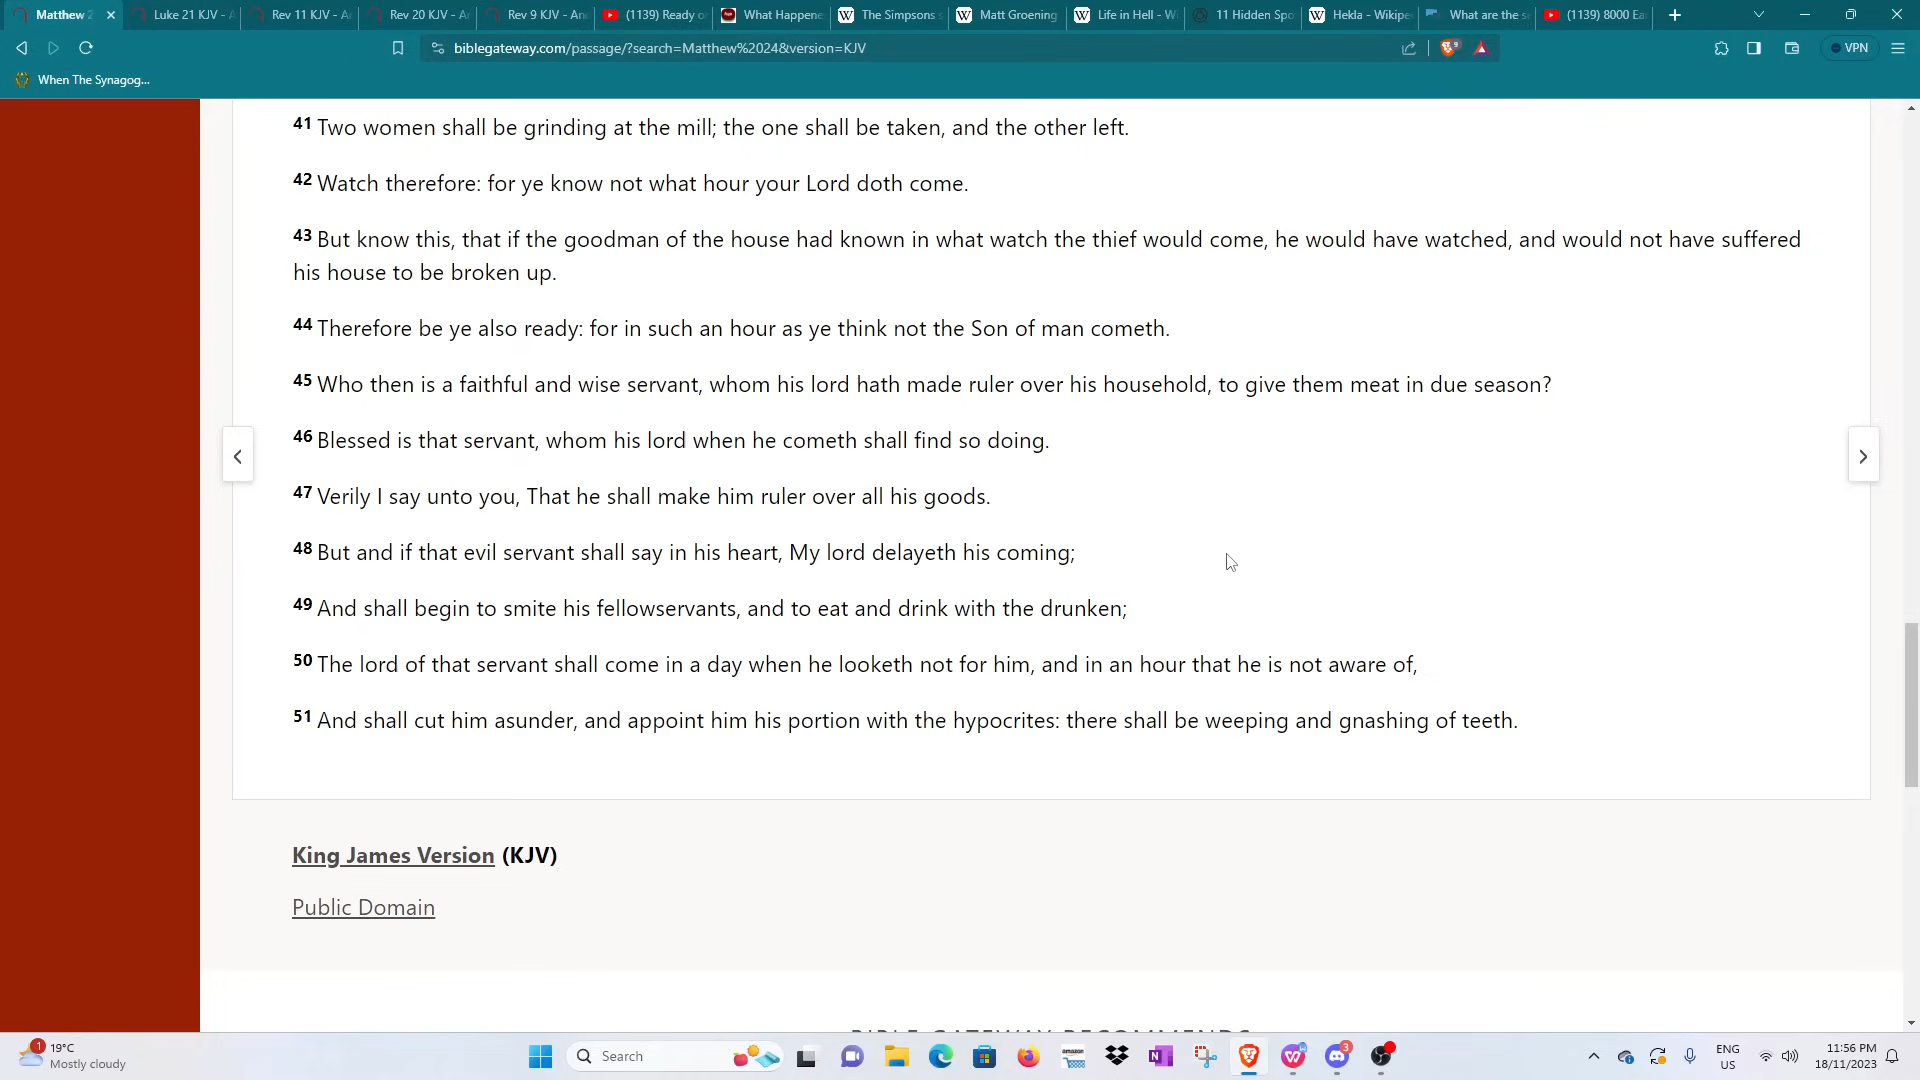 Matthew 2
Luke 21 KJV - A
Rev 11 KJV - A
Rev 20 KJV - A
Rev 9 KJV - An
(1139) Ready o
What Happene
The Simpsons s
Matt Groening
Life in Hell - W
11 Hidden Spo
Hekla - Wikipe
What are the s
(1139) 8000 Ea
biblegateway.com/passage/?search=Matthew%2024&version=KJV
VPN
When The Synagog...
41 Two women shall be grinding at the mill; the one shall be taken, and the other left.
42 Watch therefore: for ye know not what hour your Lord doth come.
43 But know this, that if the goodman of the house had known in what watch the thief would come, he would have watched, and would not have suffered
his house to be broken up.
44 Therefore be ye also ready: for in such an hour as ye think not the Son of man cometh.
45 Who then is a faithful and wise servant, whom his lord hath made ruler over his household, to give them meat in due season?
46 Blessed is that servant, whom his lord when he cometh shall find so doing.
47 Verily I say unto you, That he shall make him ruler over all his goods.
48 But and if that evil servant shall say in his heart, My lord delayeth his coming;
49 And shall begin to smite his fellowservants, and to eat and drink with the drunken;
50 The lord of that servant shall come in a day when he looketh not for him, and in an hour that he is not aware of,
51 And shall cut him asunder, and appoint him his portion with the hypocrites: there shall be weeping and gnashing of teeth.
King James Version (KJV)
Public Domain
BIBLE GATEWAY RECOMMENDS
1
19°C
Mostly cloudy
Search
amazon
3
ENG
US
11:56 PM
18/11/2023